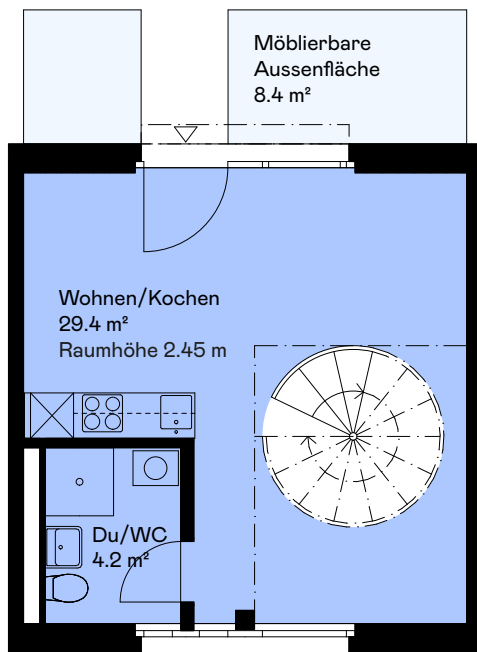 Möblierbare
Aussenfläche
8.4 m²
Wohnen/Kochen
29.4 m²
Raumhöhe 2.45 m
Du/WC
4.2 m²